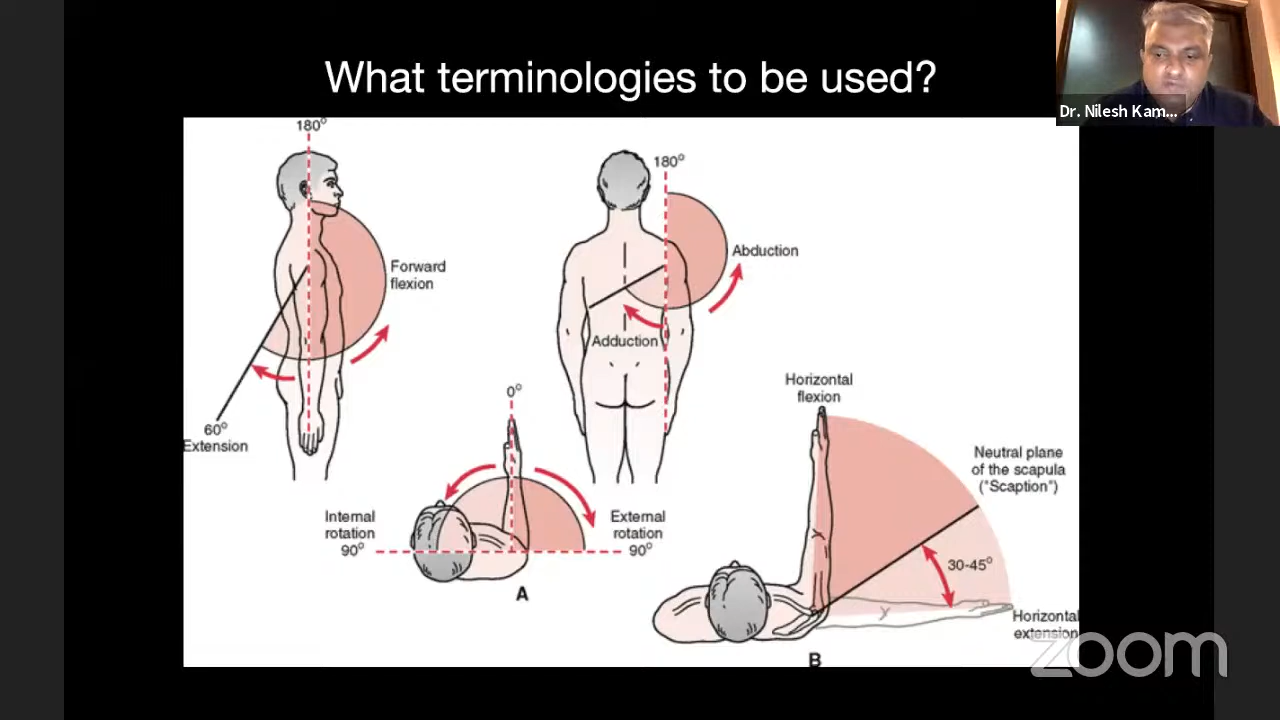 What terminologies to be used?
Dr. Nilesh Kam...
180°
Forward
flexion
60°
Extension
180°
Abduction
Adduction
0°
Internal
rotation
90°
External
rotation
90°
A
Horizontal
flexion
Neutral plane
of the scapula
("Scaption")
30-45°
Horizontal
extension
B
zoom